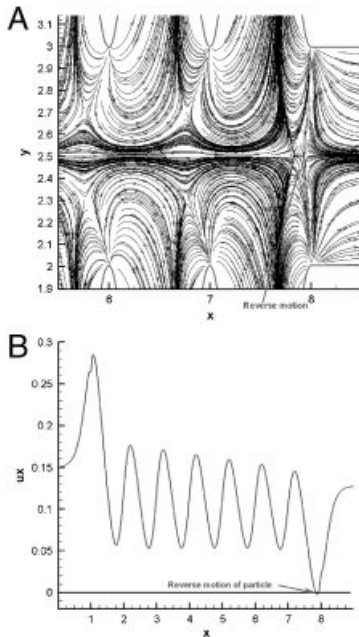 A
3
2.9
2.8
2.7
2.6
2.5
2.4
2.3
2.2
2.1
2
1.9
y
6 7 8
Reverse motion
x
B
0.3
0.25
0.2
0.15
0.1
0.05
0
ux
Reverse motion of particle
1 2 3 4 5 6 7 8
x